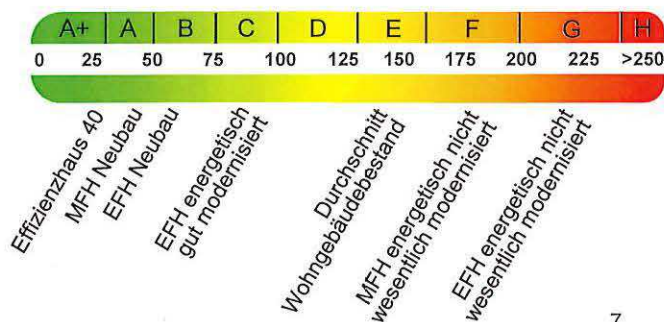 A+ A B C D E F G H
0 25 50 75 100 125 150 175 200 225 >250
Effizienzhaus 40
MFH Neubau
EFH Neubau
EFH energetisch
gut modernisiert
Durchschnitt
Wohngebäudebestand
MFH energetisch nicht
wesentlich modernisiert
EFH energetisch nicht
wesentlich modernisiert